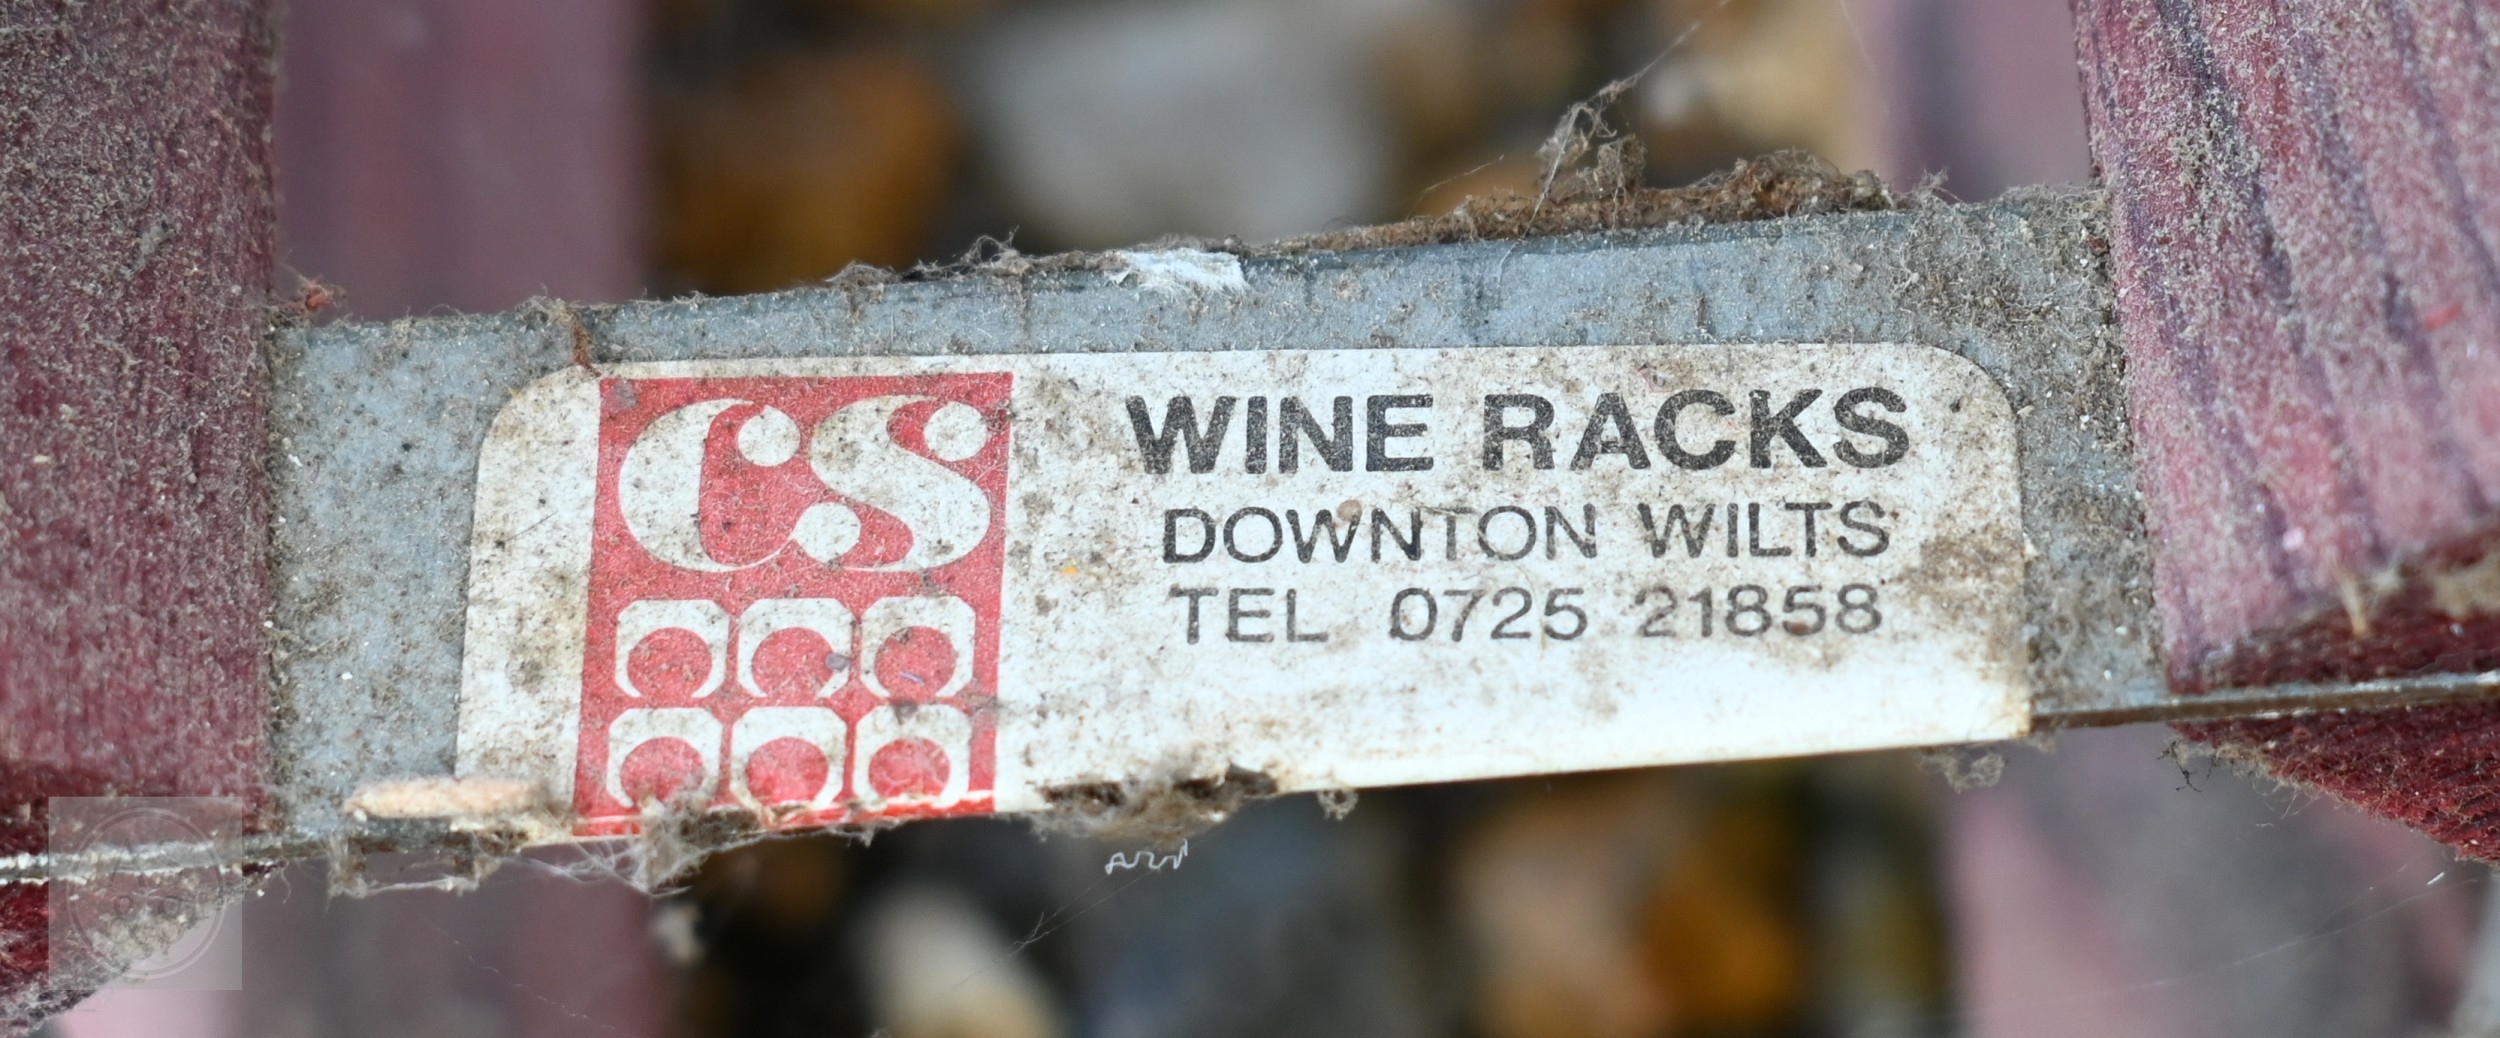 CS
WINE RACKS
DOWNTON WILTS
TEL 0725 21858